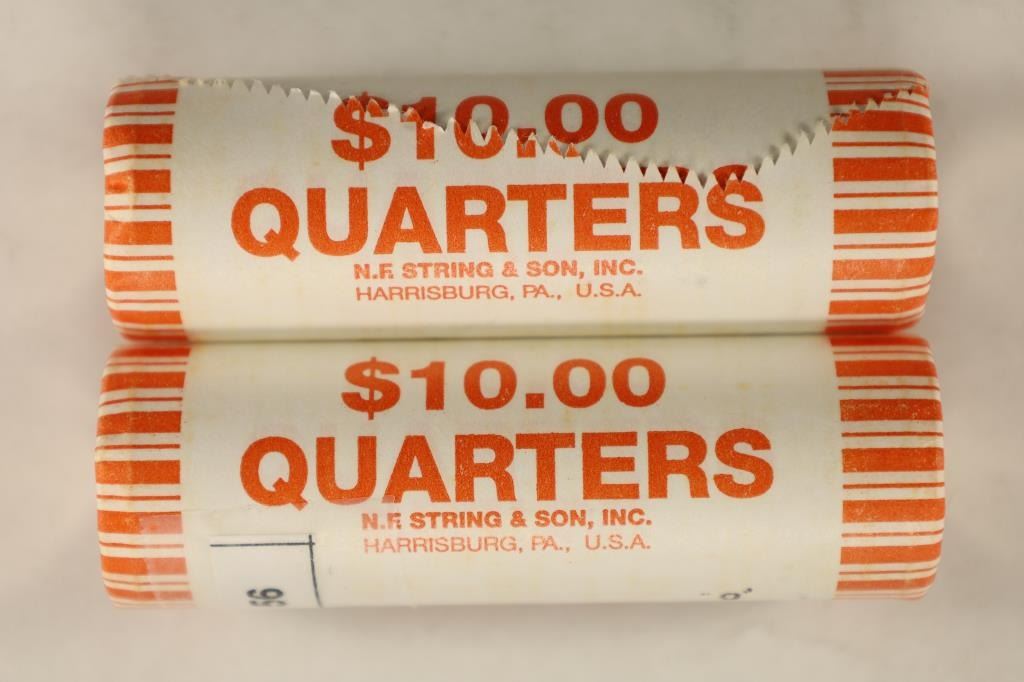 $10.00
QUARTERS
N.F. STRING & SON, INC.
HARRISBURG, PA., U.S.A.
$10.00
QUARTERS
N.F. STRING & SON, INC.
HARRISBURG, PA., U.S.A.